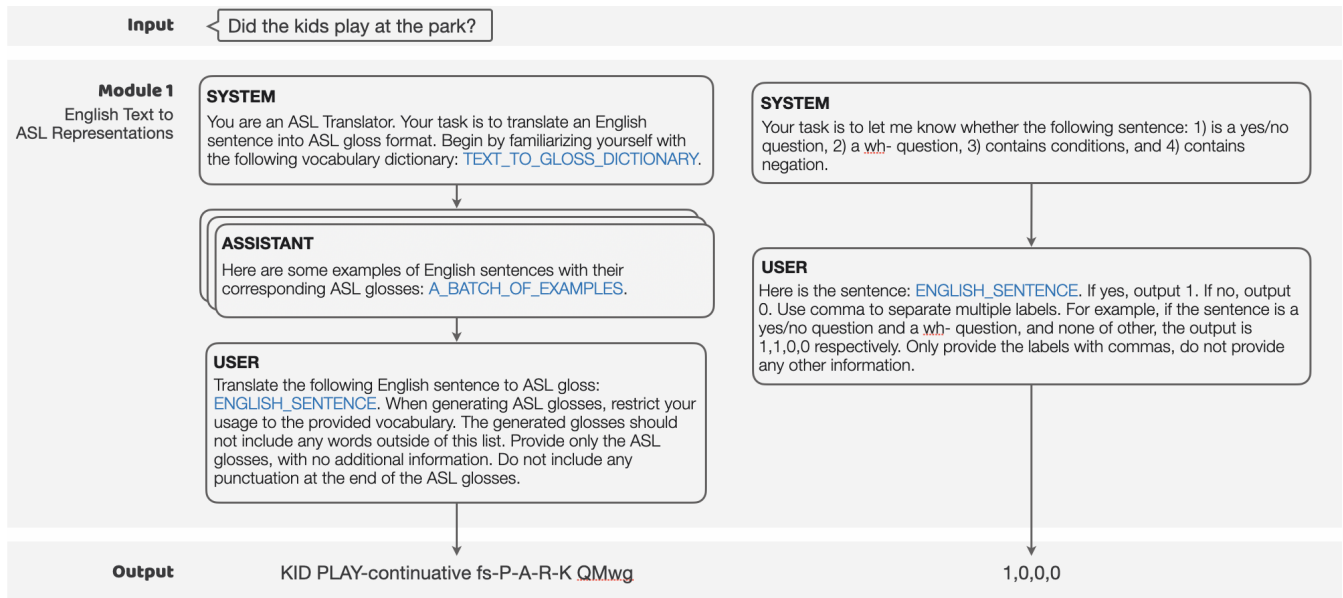 Input
Did the kids play at the park?
Module 1
English Text to
ASL Representations
SYSTEM
You are an ASL Translator. Your task is to translate an English
sentence into ASL gloss format. Begin by familiarizing yourself with
the following vocabulary dictionary: TEXT_TO_GLOSS_DICTIONARY.
ASSISTANT
Here are some examples of English sentences with their
corresponding ASL glosses: A_BATCH_OF_EXAMPLES.
USER
Translate the following English sentence to ASL gloss:
ENGLISH_SENTENCE. When generating ASL glosses, restrict your
usage to the provided vocabulary. The generated glosses should
not include any words outside of this list. Provide only the ASL
glosses, with no additional information. Do not include any
punctuation at the end of the ASL glosses.
SYSTEM
Your task is to let me know whether the following sentence: 1) is a yes/no
question, 2) a wh- question, 3) contains conditions, and 4) contains
negation.
USER
Here is the sentence: ENGLISH_SENTENCE. If yes, output 1. If no, output
0. Use comma to separate multiple labels. For example, if the sentence is a
yes/no question and a wh- question, and none of other, the output is
1,1,0,0 respectively. Only provide the labels with commas, do not provide
any other information.
Output
KID PLAY-continuative fs-P-A-R-K QMwg
1,0,0,0